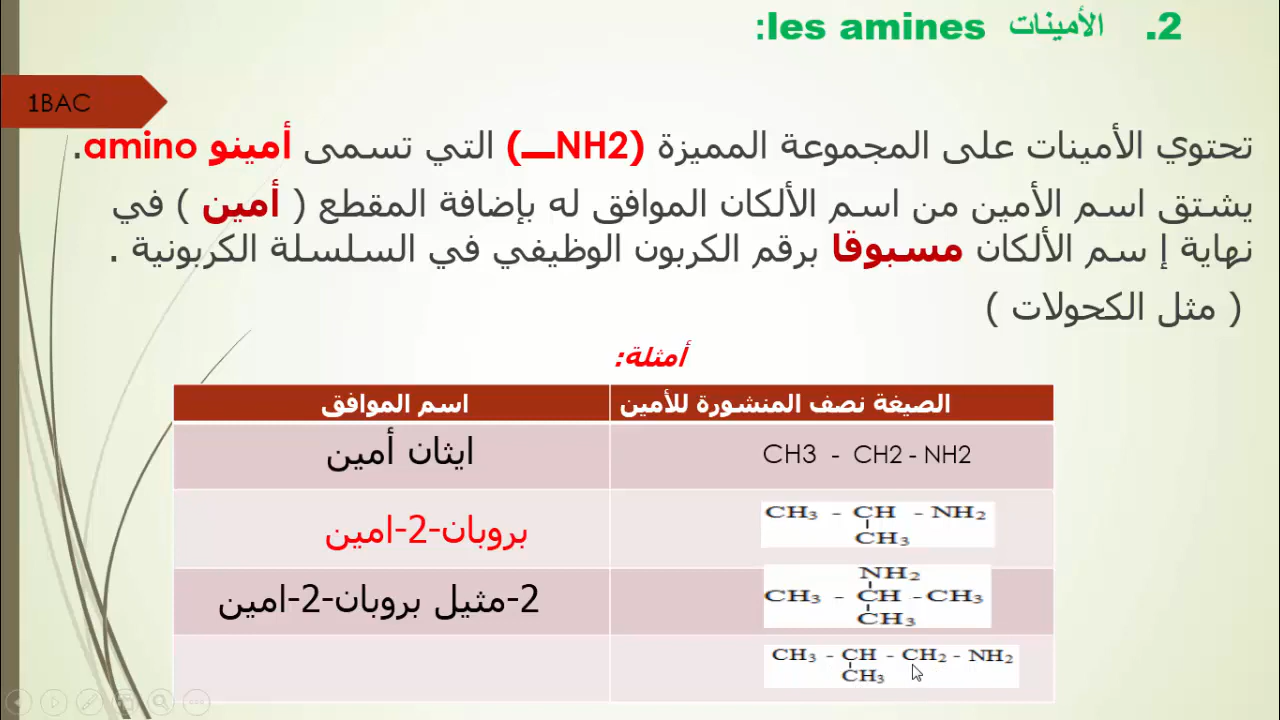 2. الأمينات les amines:
1BAC
تحتوي الأمينات على المجموعة المميزة (NH2ــ) التي تسمى أمينو amino.
يشتق اسم الأمين من اسم الألكان الموافق له بإضافة المقطع ( أمين ) في
نهاية إ سم الألكان مسبوقا برقم الكربون الوظيفي في السلسلة الكربونية .
( مثل الكحولات )
أمثلة:
الصيغة نصف المنشورة للأمين اسم الموافق
CH3 - CH2 - NH2 ايثان أمين
CH₃ - CH - NH₂
CH₃
بروبان-2-امين
NH₂
CH₃ - CH - CH₃
CH₃
2-مثيل بروبان-2-امين
CH₃ - CH - CH₂ - NH₂
CH₃